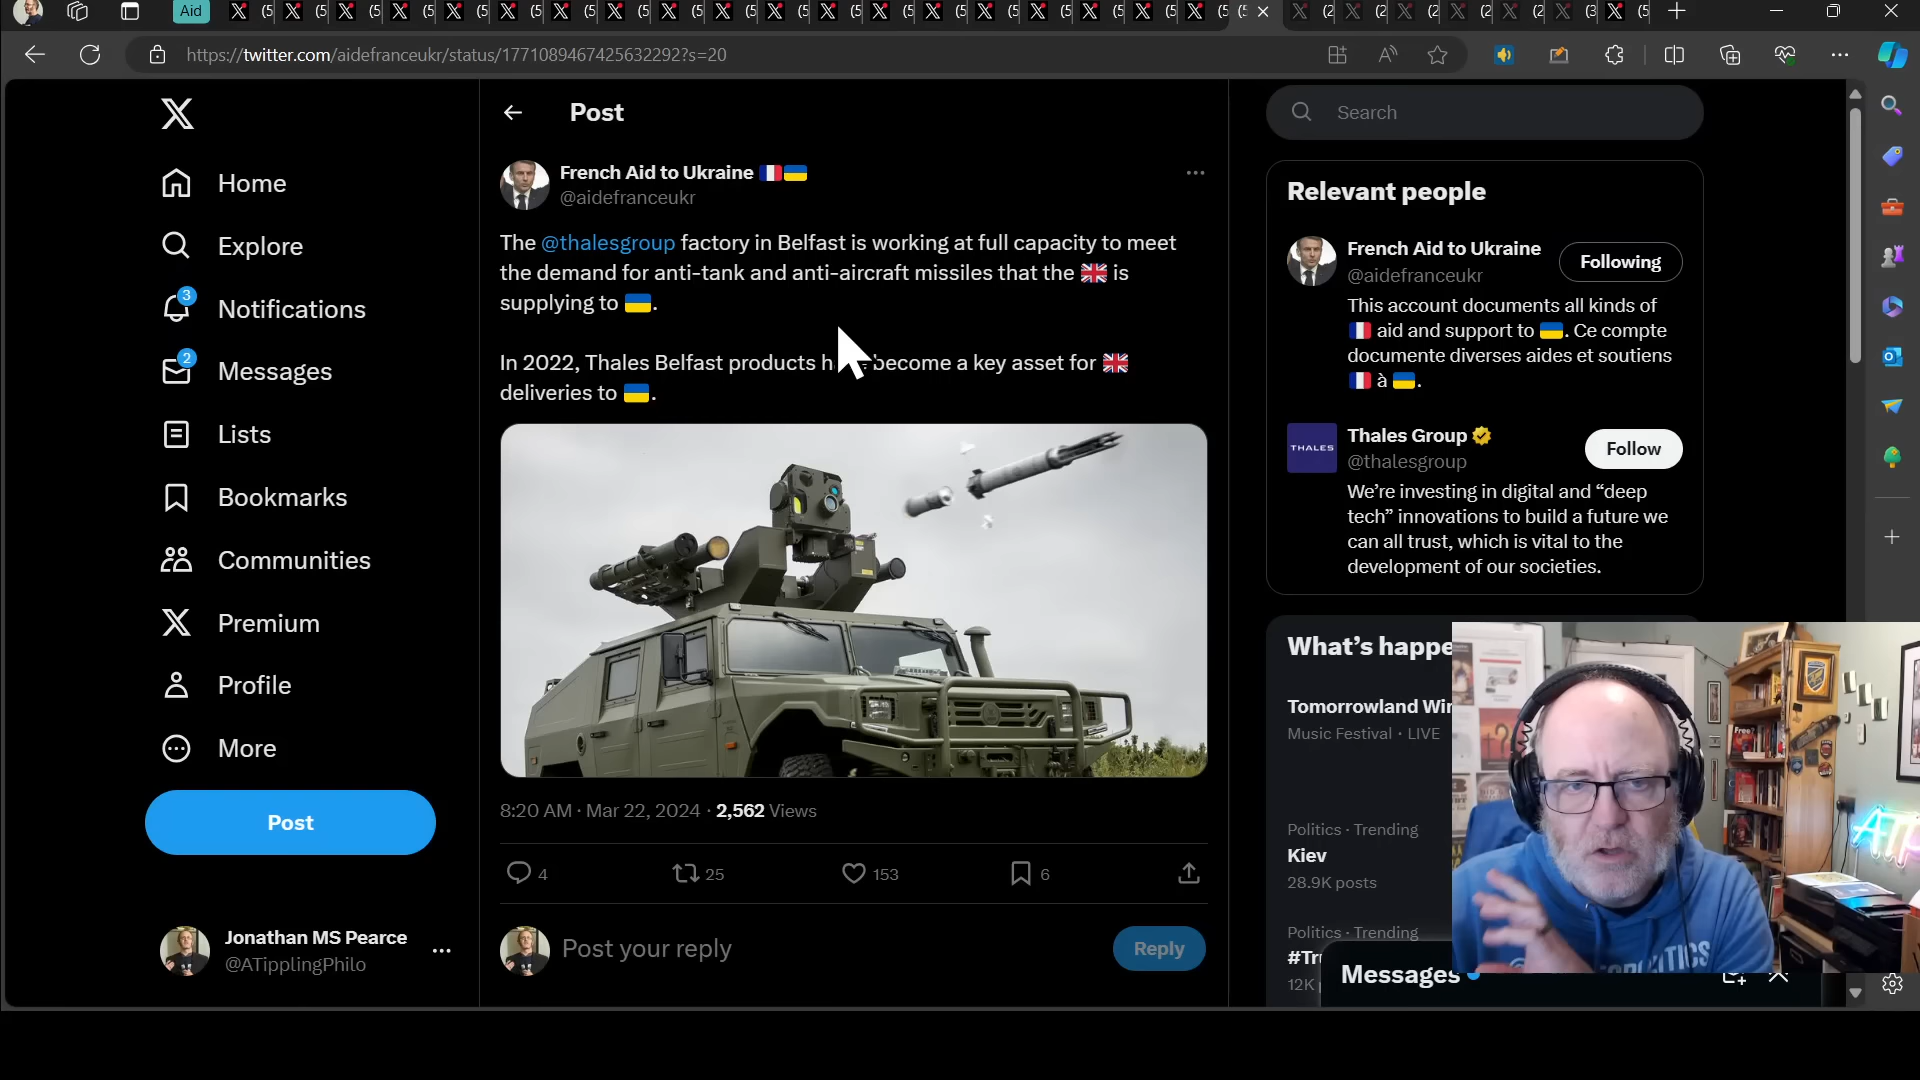 Aid
https://twitter.com/aidefranceukr/status/1771089467425632292?s=20
Post
Search
Home
Explore
3
Notifications
2
Messages
Lists
Bookmarks
Communities
Premium
Profile
More
Post
Jonathan MS Pearce
@ATipplingPhilo
French Aid to Ukraine 🇫🇷🇺🇦
@aidefranceukr
The @thalesgroup factory in Belfast is working at full capacity to meet
the demand for anti-tank and anti-aircraft missiles that the 🇬🇧 is
supplying to 🇺🇦.
In 2022, Thales Belfast products become a key asset for 🇬🇧
deliveries to 🇺🇦.
8:20 AM · Mar 22, 2024 · 2,562 Views
4 25 153 6
Post your reply
Reply
Relevant people
French Aid to Ukraine
@aidefranceukr
Following
This account documents all kinds of
🇫🇷 aid and support to 🇺🇦. Ce compte
documente diverses aides et soutiens
🇫🇷 à 🇺🇦.
THALES
Thales Group
@thalesgroup
Follow
We're investing in digital and “deep
tech” innovations to build a future we
can all trust, which is vital to the
development of our societies.
What's happe
Tomorrowland Win
Music Festival · LIVE
Politics · Trending
Kiev
28.9K posts
Politics · Trending
#Tr
12K
Messages